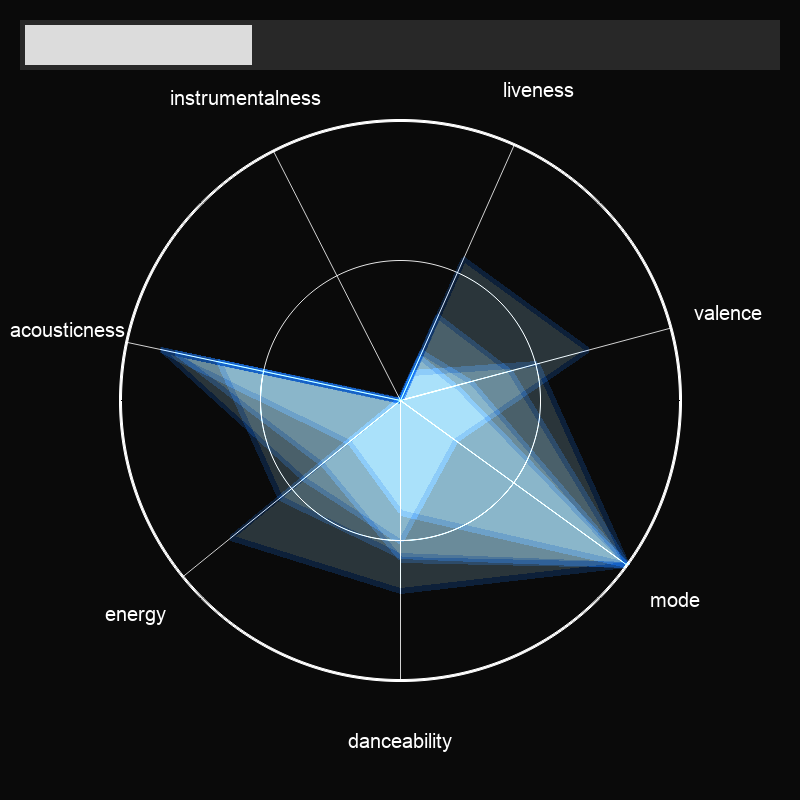 liveness
instrumentalness
valence
acousticness
mode
energy
danceability